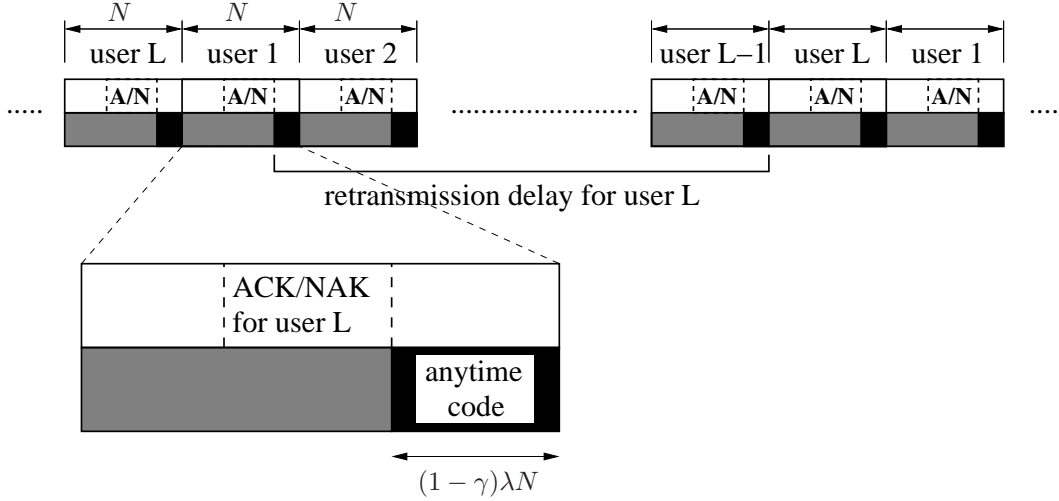 N N N
user L user 1 user 2 user L–1 user L user 1
..... A/N A/N A/N ..................... A/N A/N A/N ....
retransmission delay for user L
ACK/NAK
for user L
anytime
code
(1 − γ)λN